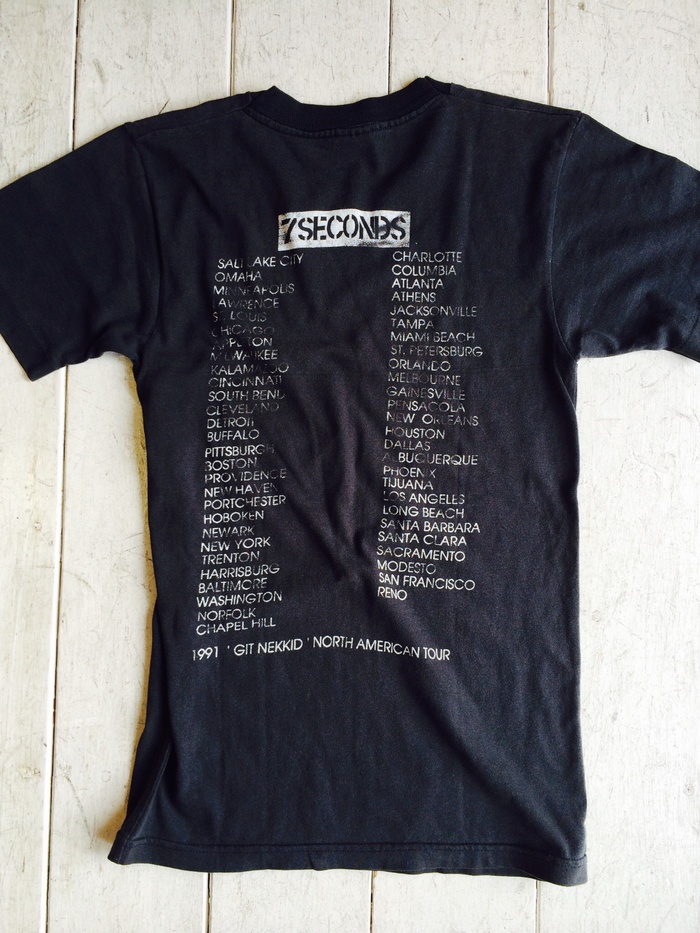 7SECONDS
SALT LAKE CITY
OMAHA
MINNEAPOLIS
LAWRENCE
ST. LOUIS
CHICAGO
APPLETON
MILWAUKEE
KALAMAZOO
CINCINNATI
SOUTH BEND
CLEVELAND
DETROIT
BUFFALO
PITTSBURGH
BOSTON
PROVIDENCE
NEW HAVEN
PORTCHESTER
HOBOKEN
NEWARK
NEW YORK
TRENTON
HARRISBURG
BALTIMORE
WASHINGTON
NORFOLK
CHAPEL HILL
CHARLOTTE
COLUMBIA
ATLANTA
ATHENS
JACKSONVILLE
TAMPA
MIAMI BEACH
ST. PETERSBURG
ORLANDO
MELBOURNE
GAINESVILLE
PENSACOLA
NEW ORLEANS
HOUSTON
DALLAS
ALBUQUERQUE
PHOENIX
TIJUANA
LOS ANGELES
LONG BEACH
SANTA BARBARA
SANTA CLARA
SACRAMENTO
MODESTO
SAN FRANCISCO
RENO
1991 ' GIT NEKKID ' NORTH AMERICAN TOUR